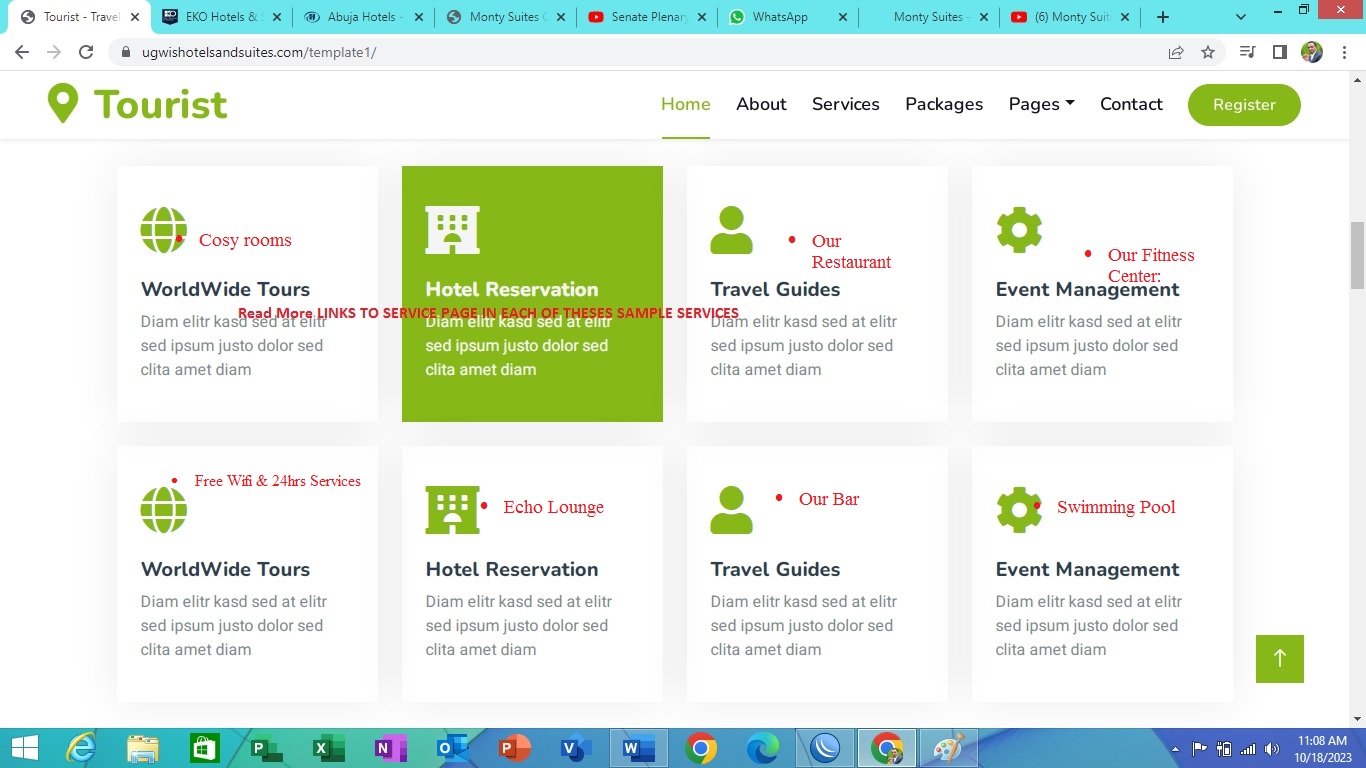 Tourist - Travel
EKO Hotels & S
Abuja Hotels -
Monty Suites
Senate Plenary
WhatsApp
Monty Suites -
(6) Monty Suit
ugwishotelsandsuites.com/template1/
Tourist
Home
About
Services
Packages
Pages
Contact
Register
• Cosy rooms
• Our
Restaurant
• Our Fitness
Center:
WorldWide Tours
Hotel Reservation
Travel Guides
Event Management
Read More LINKS TO SERVICE PAGE IN EACH OF THESES SAMPLE SERVICES
Diam elitr kasd sed at elitr
sed ipsum justo dolor sed
clita amet diam
Diam elitr kasd sed at elitr
sed ipsum justo dolor sed
clita amet diam
Diam elitr kasd sed at elitr
sed ipsum justo dolor sed
clita amet diam
Diam elitr kasd sed at elitr
sed ipsum justo dolor sed
clita amet diam
• Free Wifi & 24hrs Services
• Echo Lounge
• Our Bar
• Swimming Pool
WorldWide Tours
Hotel Reservation
Travel Guides
Event Management
Diam elitr kasd sed at elitr
sed ipsum justo dolor sed
clita amet diam
Diam elitr kasd sed at elitr
sed ipsum justo dolor sed
clita amet diam
Diam elitr kasd sed at elitr
sed ipsum justo dolor sed
clita amet diam
Diam elitr kasd sed at elitr
sed ipsum justo dolor sed
clita amet diam
11:08 AM
10/18/2023